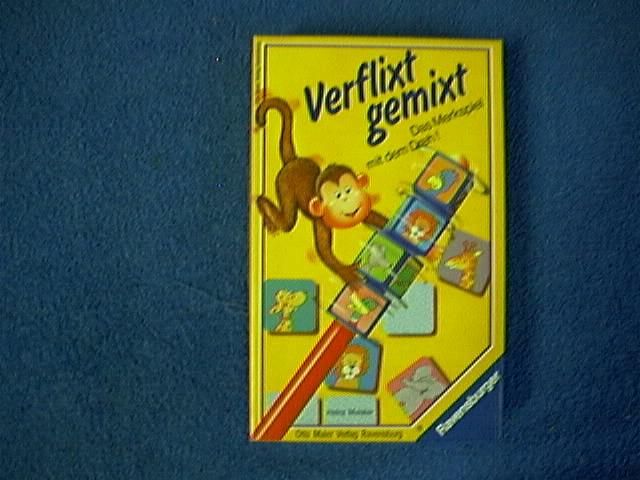 Verflixt
gemixt
Das Merkspiel
mit dem Dreh!
Heinz Meister
Otto Maier Verlag Ravensburg
Ravensburger